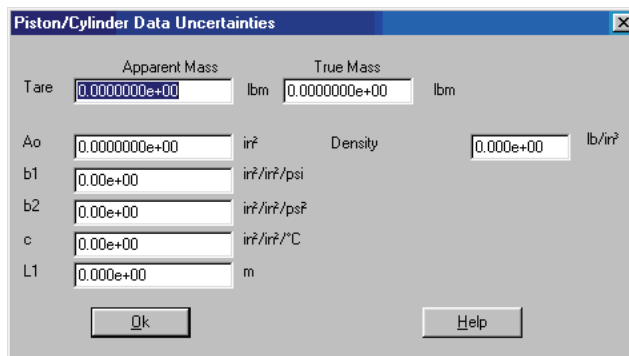 Piston/Cylinder Data Uncertainties
Apparent Mass True Mass
Tare 0.0000000e+00 lbm 0.0000000e+00 lbm
Ao 0.0000000e+00 in² Density 0.000e+00 lb/in³
b1 0.00e+00 in²/in²/psi
b2 0.00e+00 in²/in²/psi²
c 0.00e+00 in²/in²/°C
L1 0.000e+00 m
Ok Help